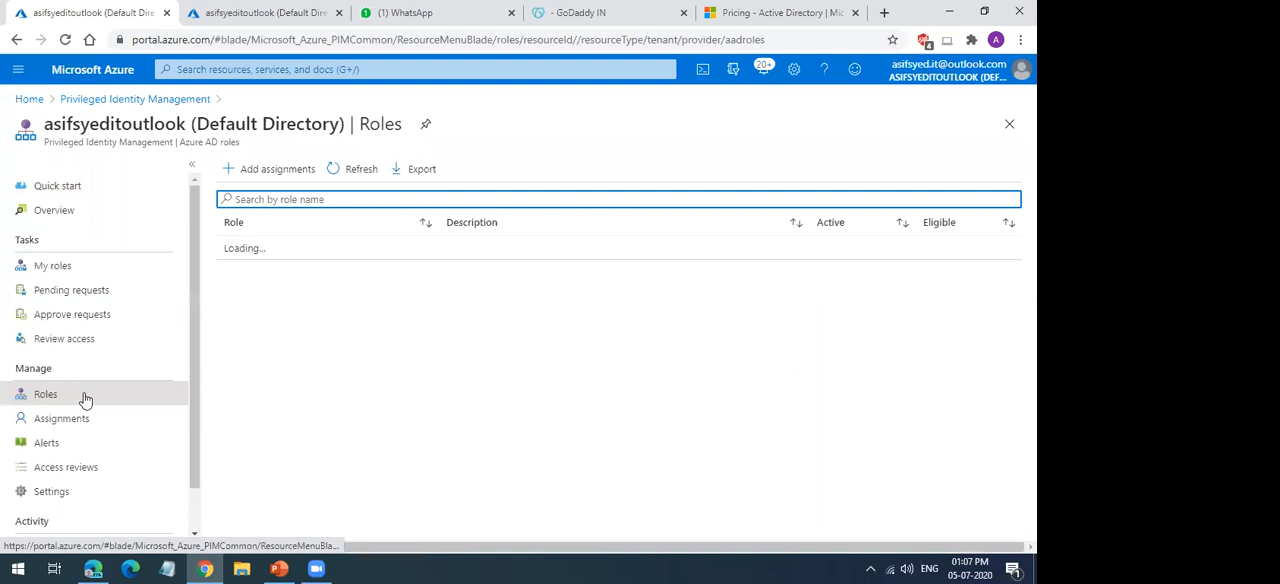 asifsyeditoutlook (Default Dire
asifsyeditoutlook (Default Dire
(1) WhatsApp
- GoDaddy IN
Pricing - Active Directory | Mic
portal.azure.com/#blade/Microsoft_Azure_PIMCommon/ResourceMenuBlade/roles/resourceId//resourceType/tenant/provider/aadroles
4
A
Microsoft Azure
Search resources, services, and docs (G+/)
20+
asifsyed.it@outlook.com
ASIFSYEDITOUTLOOK (DEF...
Home > Privileged Identity Management >
asifsyeditoutlook (Default Directory) | Roles
Privileged Identity Management | Azure AD roles
Quick start
Overview
Tasks
My roles
Pending requests
Approve requests
Review access
Manage
Roles
Assignments
Alerts
Access reviews
Settings
Activity
Add assignments
Refresh
Export
Search by role name
Role
Description
Active
Eligible
Loading...
https://portal.azure.com/#blade/Microsoft_Azure_PIMCommon/ResourceMenuBla...
ENG
01:07 PM
05-07-2020
1